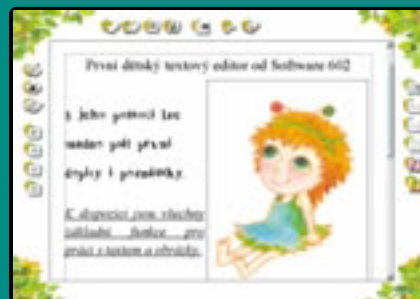 První dětský textový editor od Software 602
s jeho pomocí lze
snadno psát první
dopisy i pozvánky.
K dispozici jsou všechny
základní funkce pro
práci s textem a obrázky.